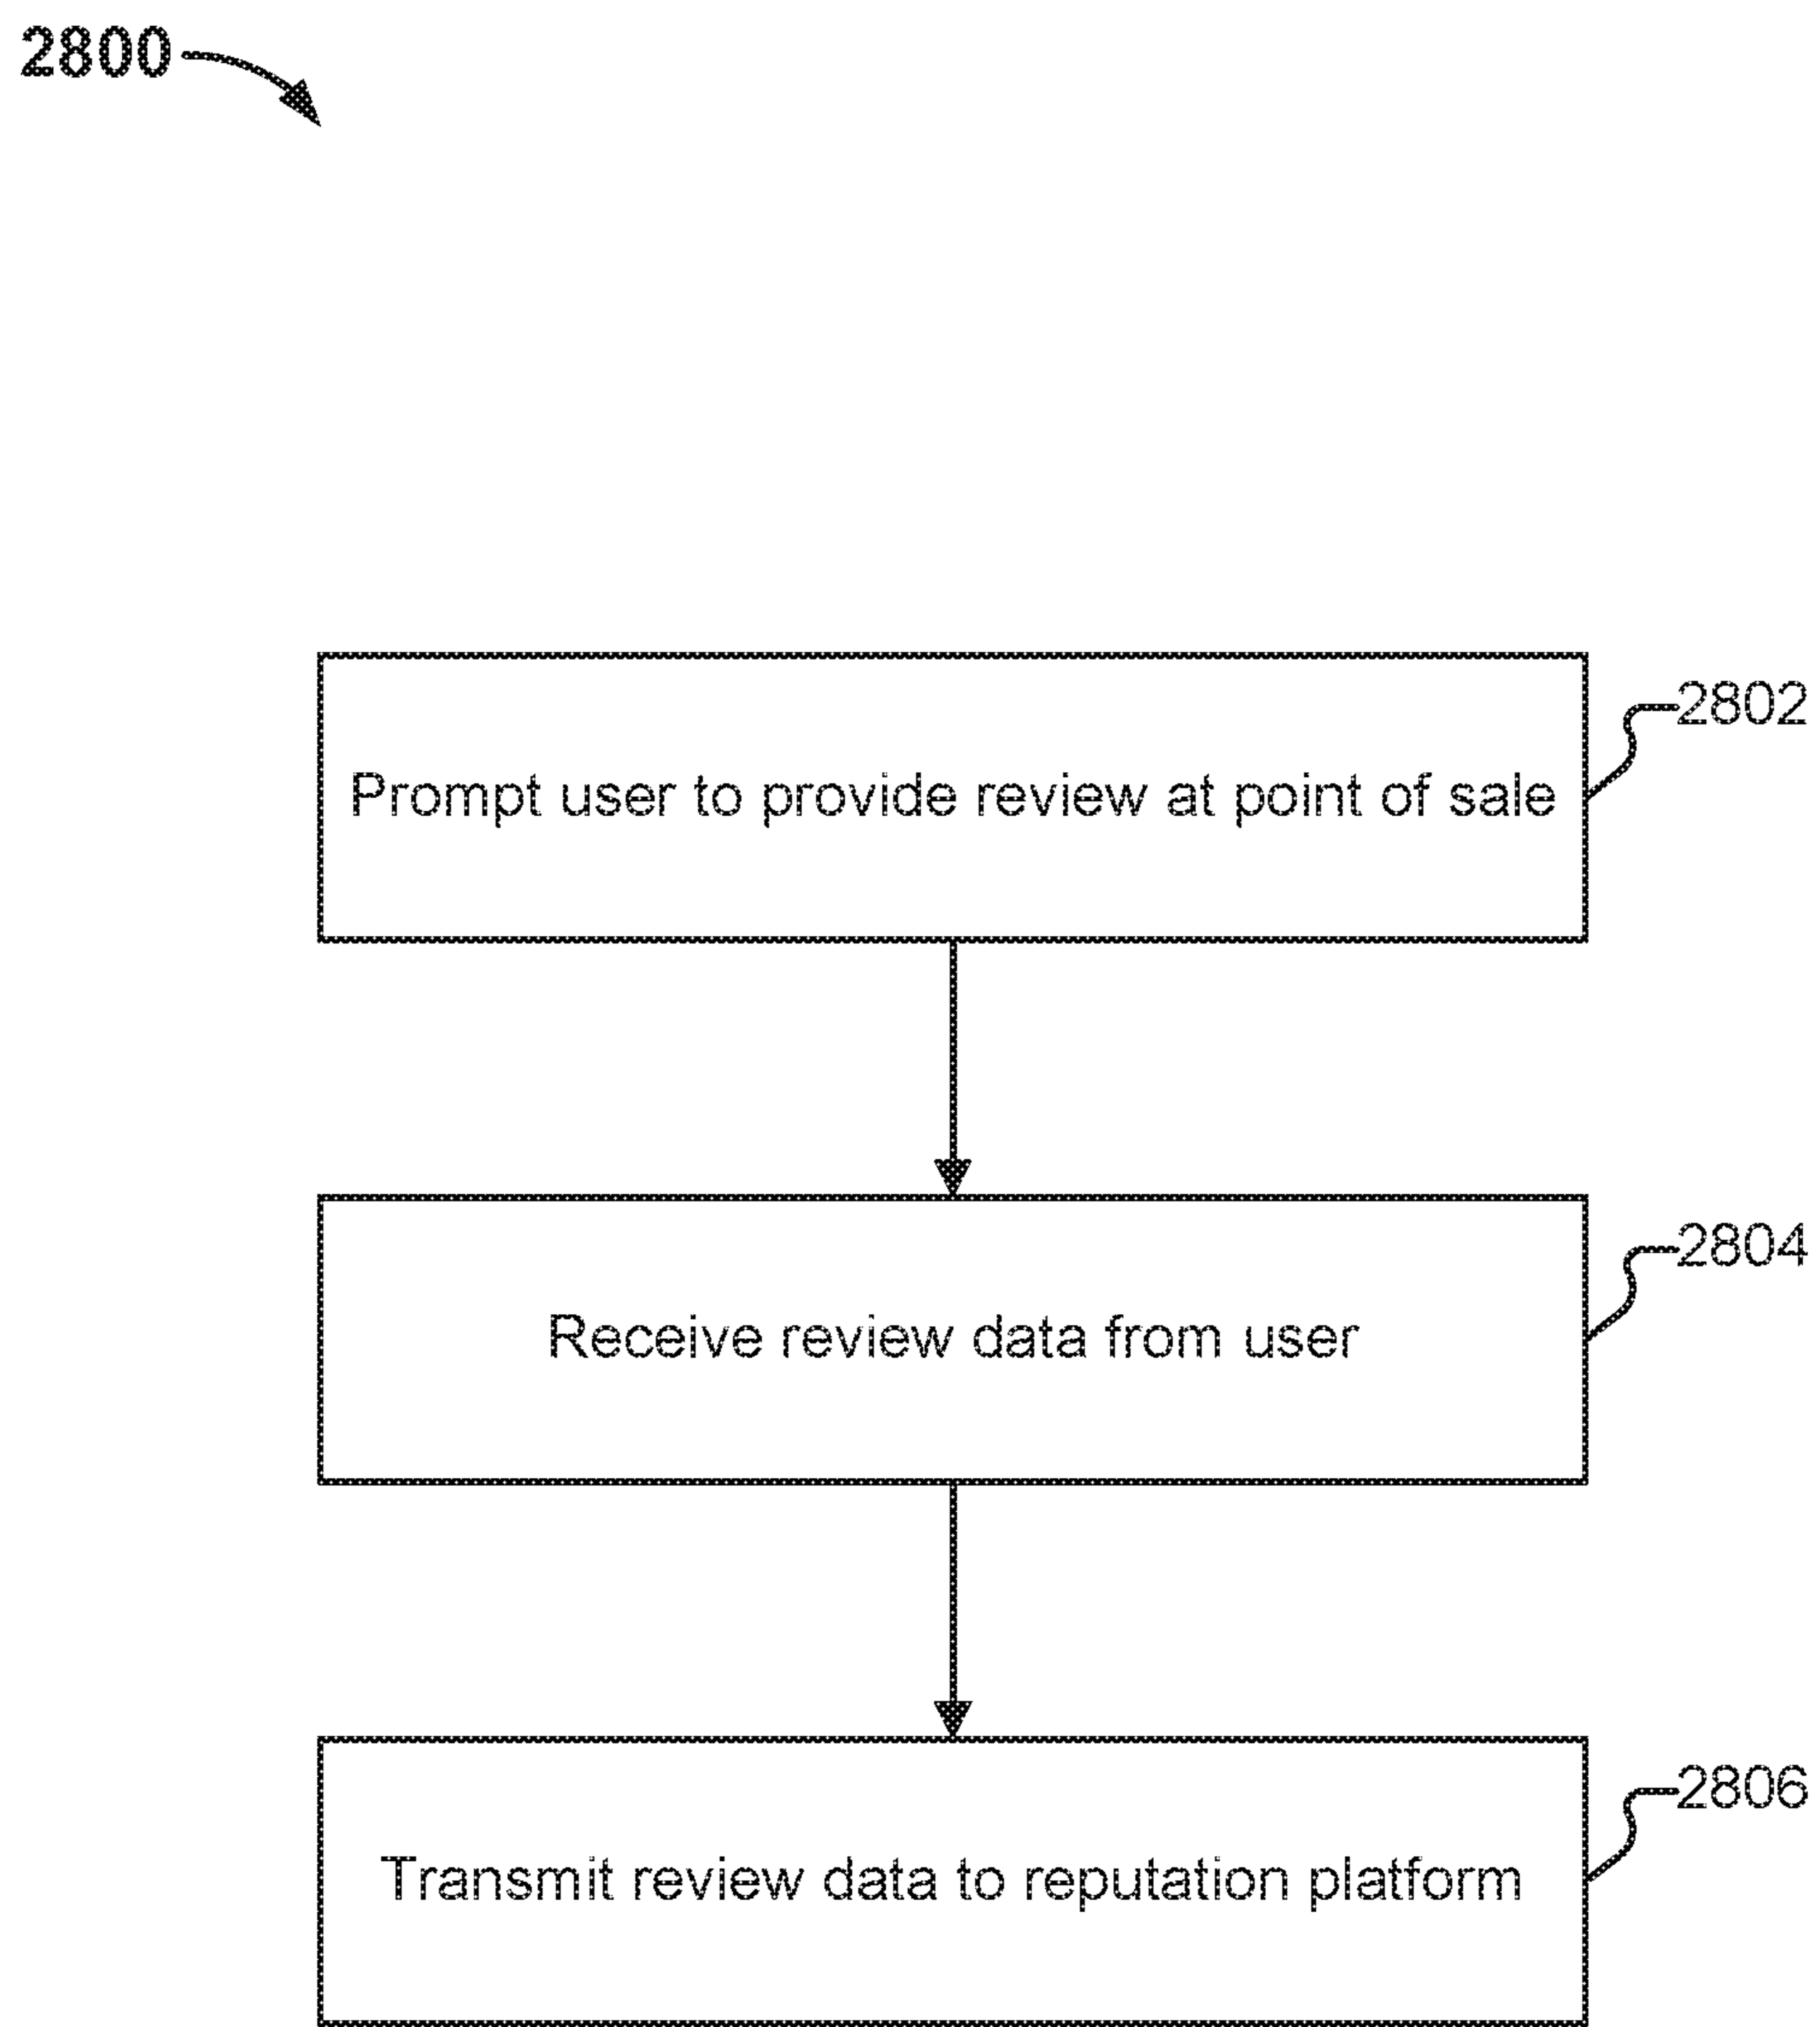 2800
2802
Prompt user to provide review at point of sale
2804
Receive review data from user
2806
Transmit review data to reputation platform